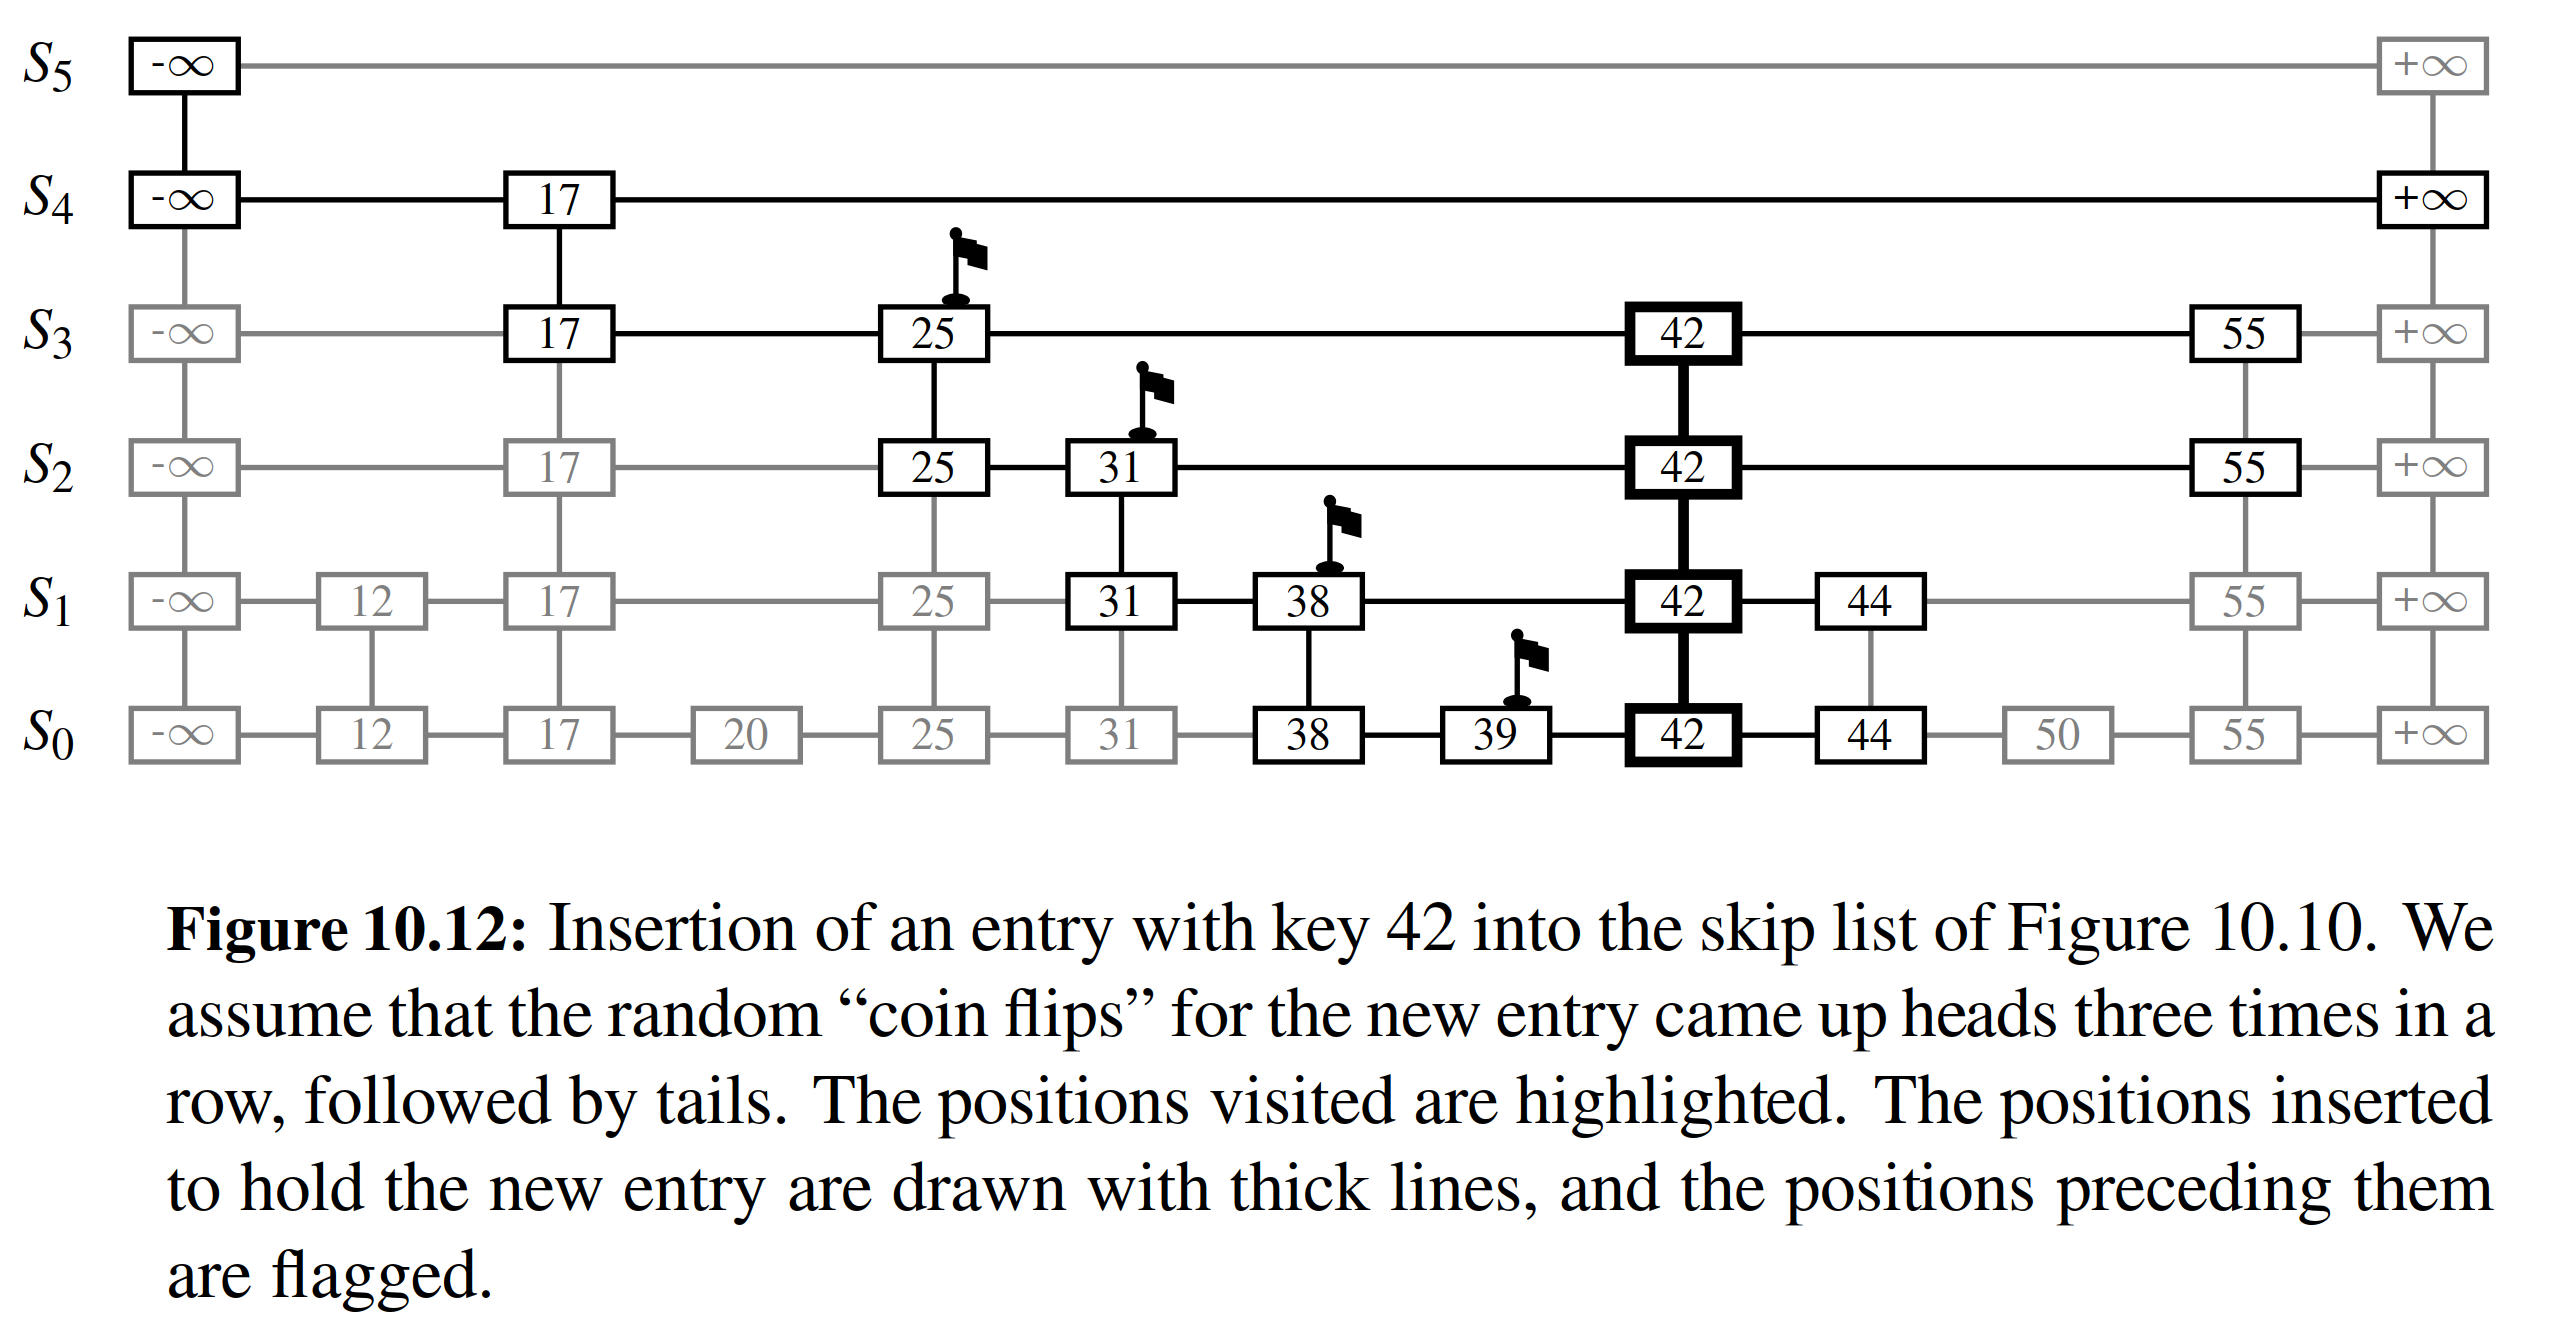 S5 -∞ +∞
S4 -∞ 17 +∞
S3 -∞ 17 25 42 55 +∞
S2 -∞ 17 25 31 42 55 +∞
S1 -∞ 12 17 25 31 38 42 44 55 +∞
S0 -∞ 12 17 20 25 31 38 39 42 44 50 55 +∞
Figure 10.12: Insertion of an entry with key 42 into the skip list of Figure 10.10. We
assume that the random “coin flips” for the new entry came up heads three times in a
row, followed by tails. The positions visited are highlighted. The positions inserted
to hold the new entry are drawn with thick lines, and the positions preceding them
are flagged.